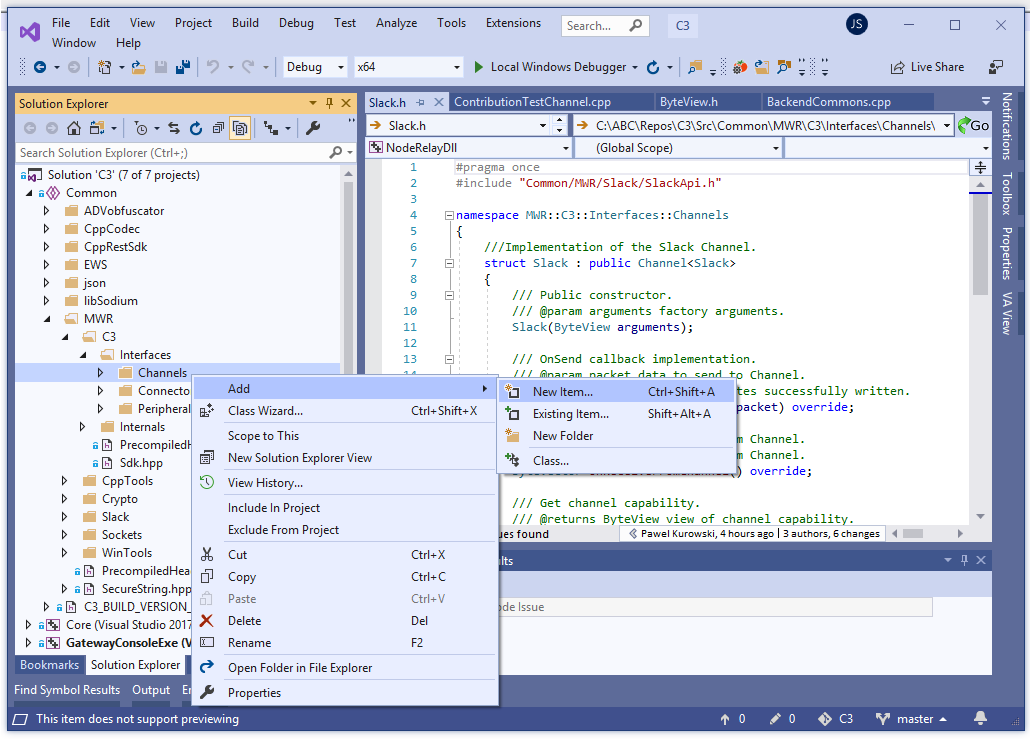 File Edit View Project Build Debug Test Analyze Tools Extensions Search... C3 JS
Window Help
Debug x64 Local Windows Debugger Live Share
Solution Explorer
Search Solution Explorer (Ctrl+;)
Solution 'C3' (7 of 7 projects)
Common
ADVobfuscator
CppCodec
CppRestSdk
EWS
json
libSodium
MWR
C3
Interfaces
Channels
Connecto
Peripheral
Internals
PrecompiledH
Sdk.hpp
CppTools
Crypto
Slack
Sockets
WinTools
PrecompiledHea
SecureString.hpp
C3_BUILD_VERSION_
Core (Visual Studio 2017
GatewayConsoleExe (V
Bookmarks Solution Explorer
Find Symbol Results Output Er
Slack.h ContributionTestChannel.cpp ByteView.h BackendCommons.cpp
Slack.h C:\ABC\Repos\C3\Src\Common\MWR\C3\Interfaces\Channels\ Go
NodeRelayDll (Global Scope)
1 #pragma once
2 #include "Common/MWR/Slack/SlackApi.h"
3
4 namespace MWR::C3::Interfaces::Channels
5 {
6 ///Implementation of the Slack Channel.
7 struct Slack : public Channel<Slack>
8 {
9 /// Public constructor.
10 /// @param arguments factory arguments.
11 Slack(ByteView arguments);
12
13 /// OnSend callback implementation.
14 /// @param packet data to send to Channel.
tes successfully written.
packet) override;
m Channel.
m Channel.
override;
/// Get channel capability.
/// @returns ByteView view of channel capability.
ues found Pawel Kurowski, 4 hours ago | 3 authors, 6 changes
lts
ode Issue
Add
Class Wizard... Ctrl+Shift+X
Scope to This
New Solution Explorer View
View History...
Include In Project
Exclude From Project
Cut Ctrl+X
Copy Ctrl+C
Paste Ctrl+V
Delete Del
Rename F2
Open Folder in File Explorer
Properties
New Item... Ctrl+Shift+A
Existing Item... Shift+Alt+A
New Folder
Class...
Notifications
Toolbox
Properties
VA View
This item does not support previewing 0 0 C3 master